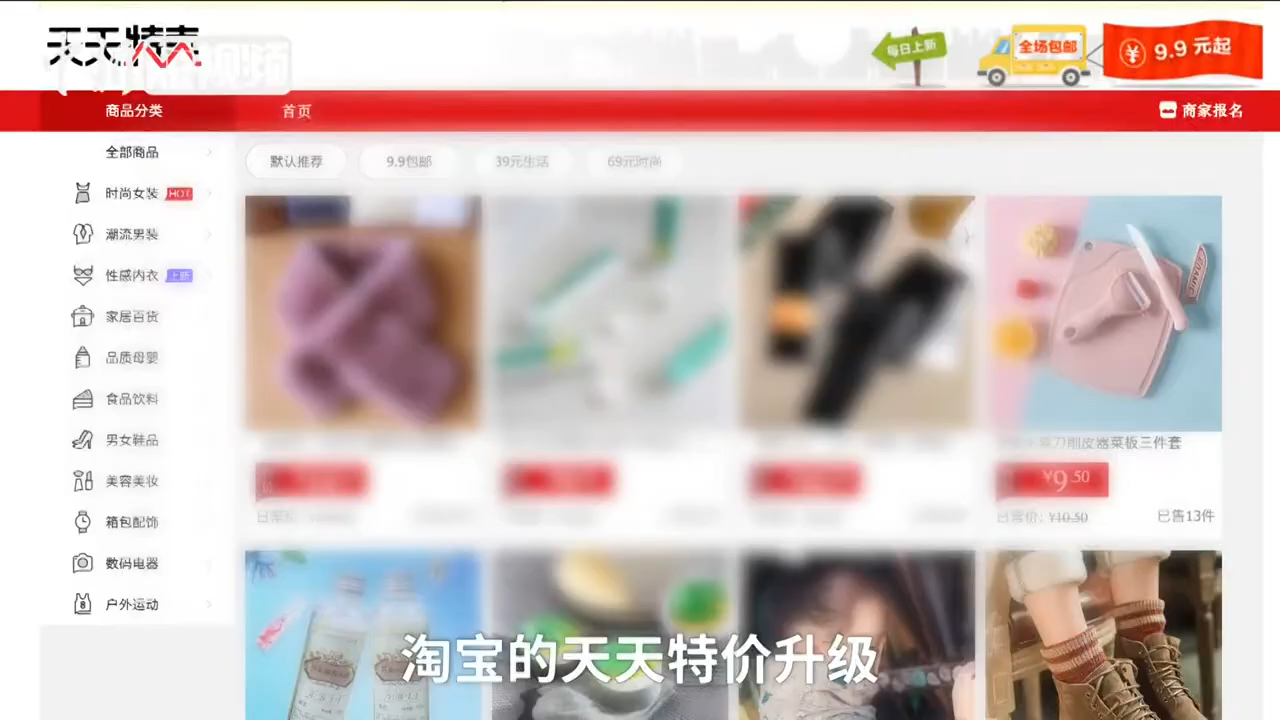 天天特卖
每日上新
全场包邮
¥ 9.9 元起
商品分类
首页
商家报名
全部商品
默认推荐
9.9包邮
39元生活
69元时尚
时尚女装 HOT
潮流男装
性感内衣 上新
家居百货
品质母婴
食品饮料
男女鞋品
美容美妆
箱包配饰
数码电器
户外运动
刀削皮器菜板三件套
¥9.50
日常价: ¥10.50
已售13件
淘宝的天天特价升级